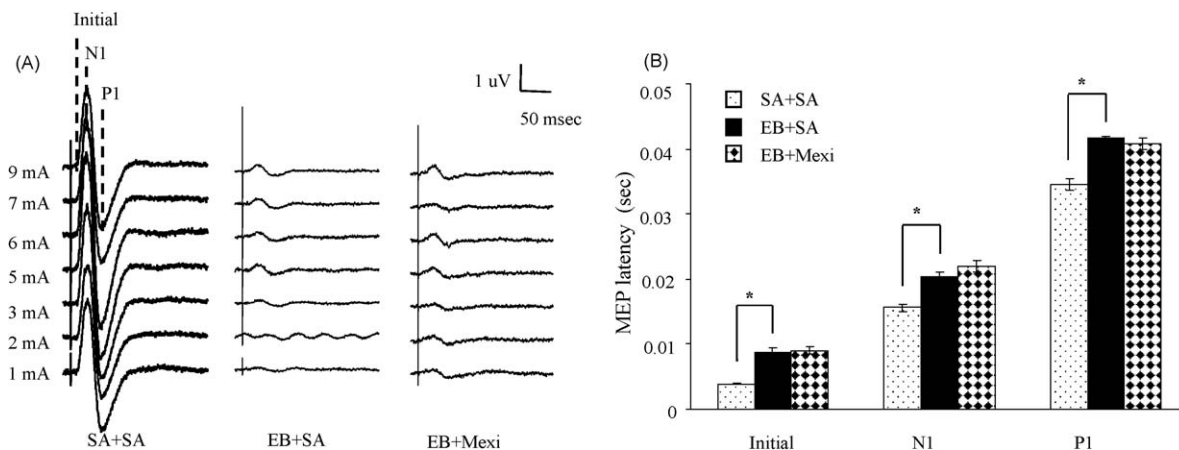 (A)
Initial
N1
P1
1 uV
50 msec
9 mA
7 mA
6 mA
5 mA
3 mA
2 mA
1 mA
SA+SA
EB+SA
EB+Mexi
(B)
MEP latency (sec)
0.05
0.04
0.03
0.02
0.01
0
SA+SA
EB+SA
EB+Mexi
*
*
*
Initial
N1
P1